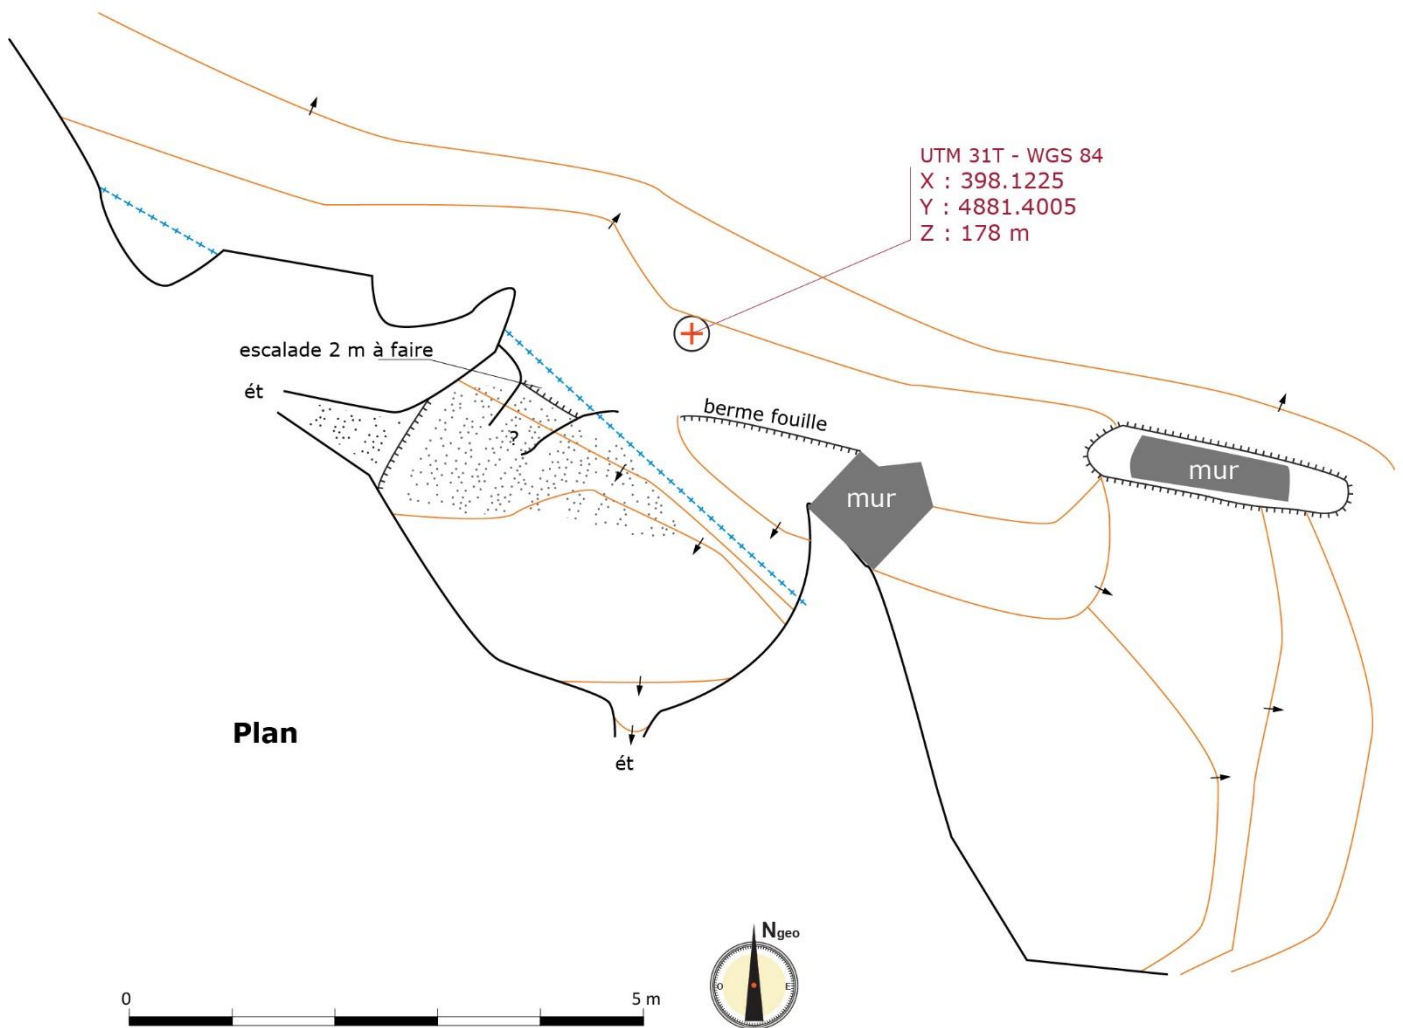 UTM 31T - WGS 84
X : 398.1225
Y : 4881.4005
Z : 178 m
escalade 2 m à faire
ét
berme fouille
?
mur
mur
Plan
ét
Ngeo
O
E
0
5 m